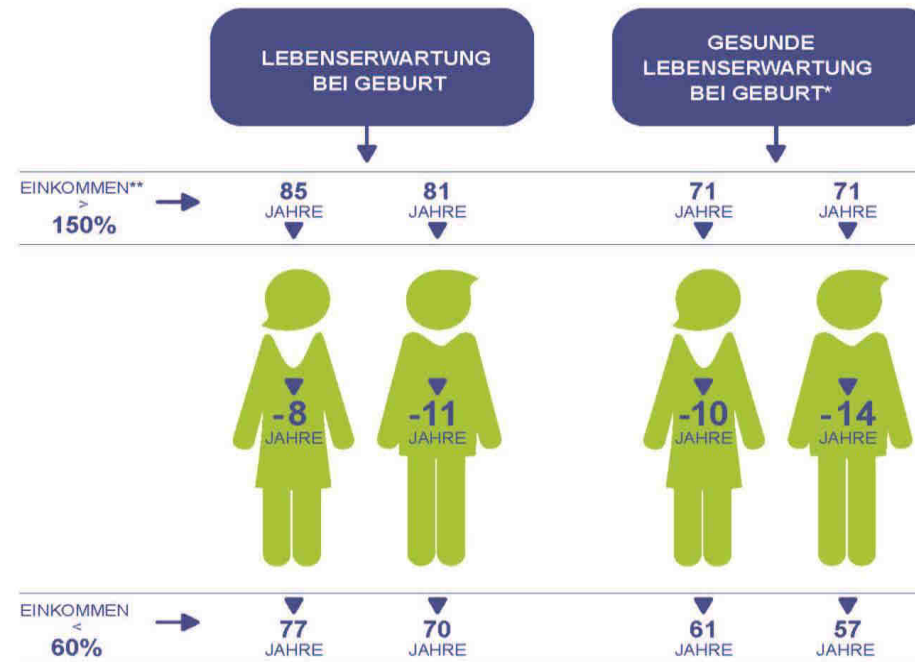 LEBENSERWARTUNG
BEI GEBURT
GESUNDE
LEBENSERWARTUNG
BEI GEBURT*
EINKOMMEN**
>
150%
85
JAHRE
81
JAHRE
71
JAHRE
71
JAHRE
-8
JAHRE
-11
JAHRE
-10
JAHRE
-14
JAHRE
EINKOMMEN
<
60%
77
JAHRE
70
JAHRE
61
JAHRE
57
JAHRE